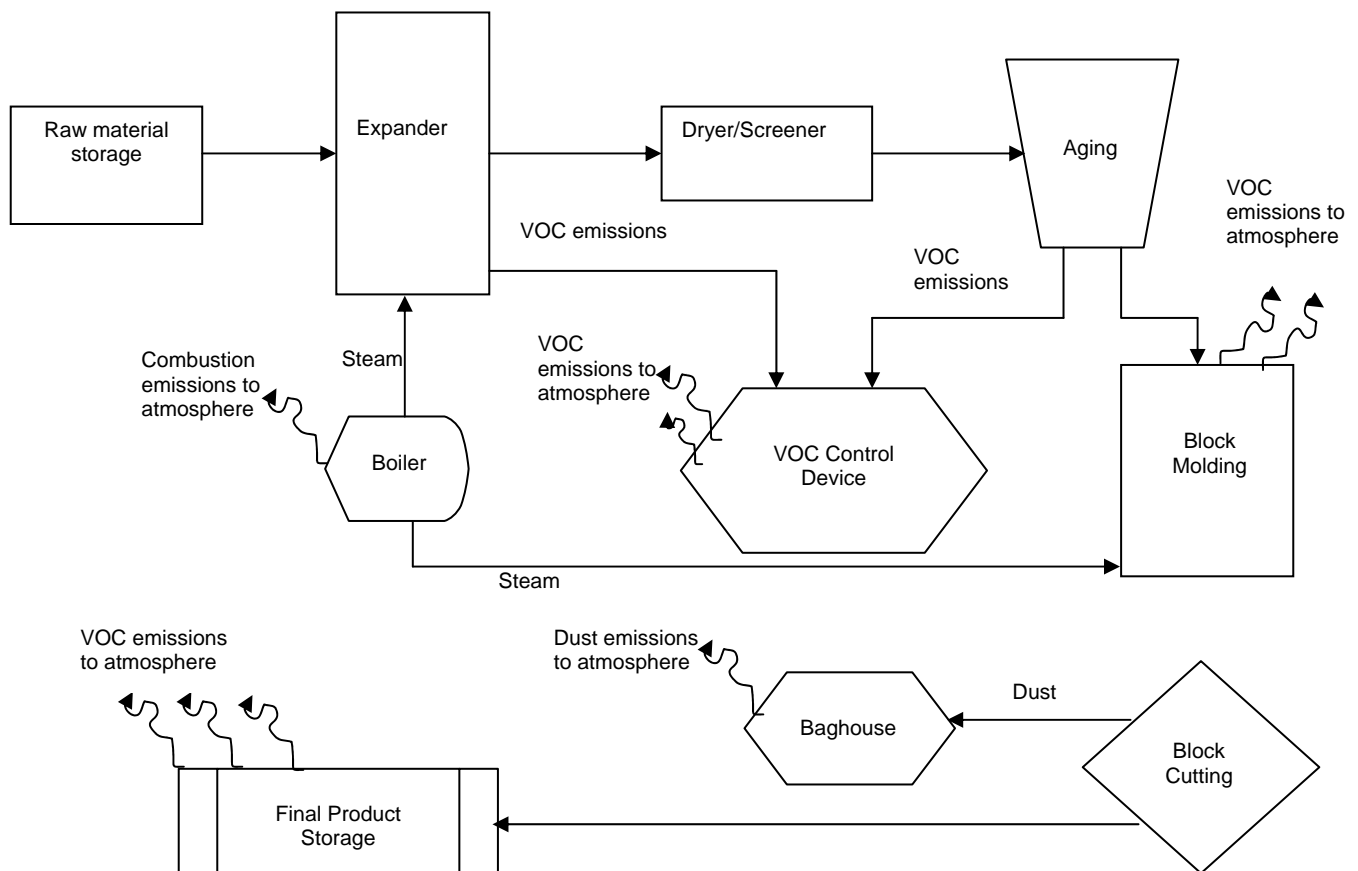 Raw material
storage
Expander
Dryer/Screener
Aging
VOC
emissions to
atmosphere
VOC emissions
VOC
emissions
Combustion
emissions to
atmosphere
Steam
VOC
emissions to
atmosphere
Boiler
VOC Control
Device
Block
Molding
Steam
VOC emissions
to atmosphere
Dust emissions
to atmosphere
Dust
Baghouse
Block
Cutting
Final Product
Storage